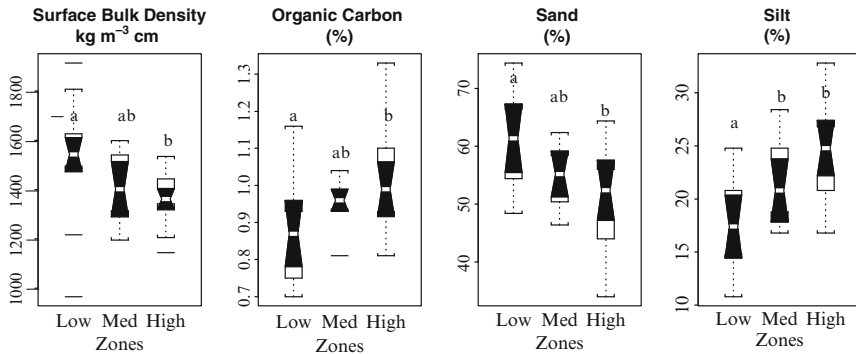 Surface Bulk Density
kg m⁻³ cm
1000 1200 1400 1600 1800
a ab b
Low Med High
Zones
Organic Carbon
(%)
0.7 0.8 0.9 1.0 1.1 1.2 1.3
a ab b
Low Med High
Zones
Sand
(%)
40 50 60 70
a ab b
Low Med High
Zones
Silt
(%)
10 15 20 25 30
a b b
Low Med High
Zones